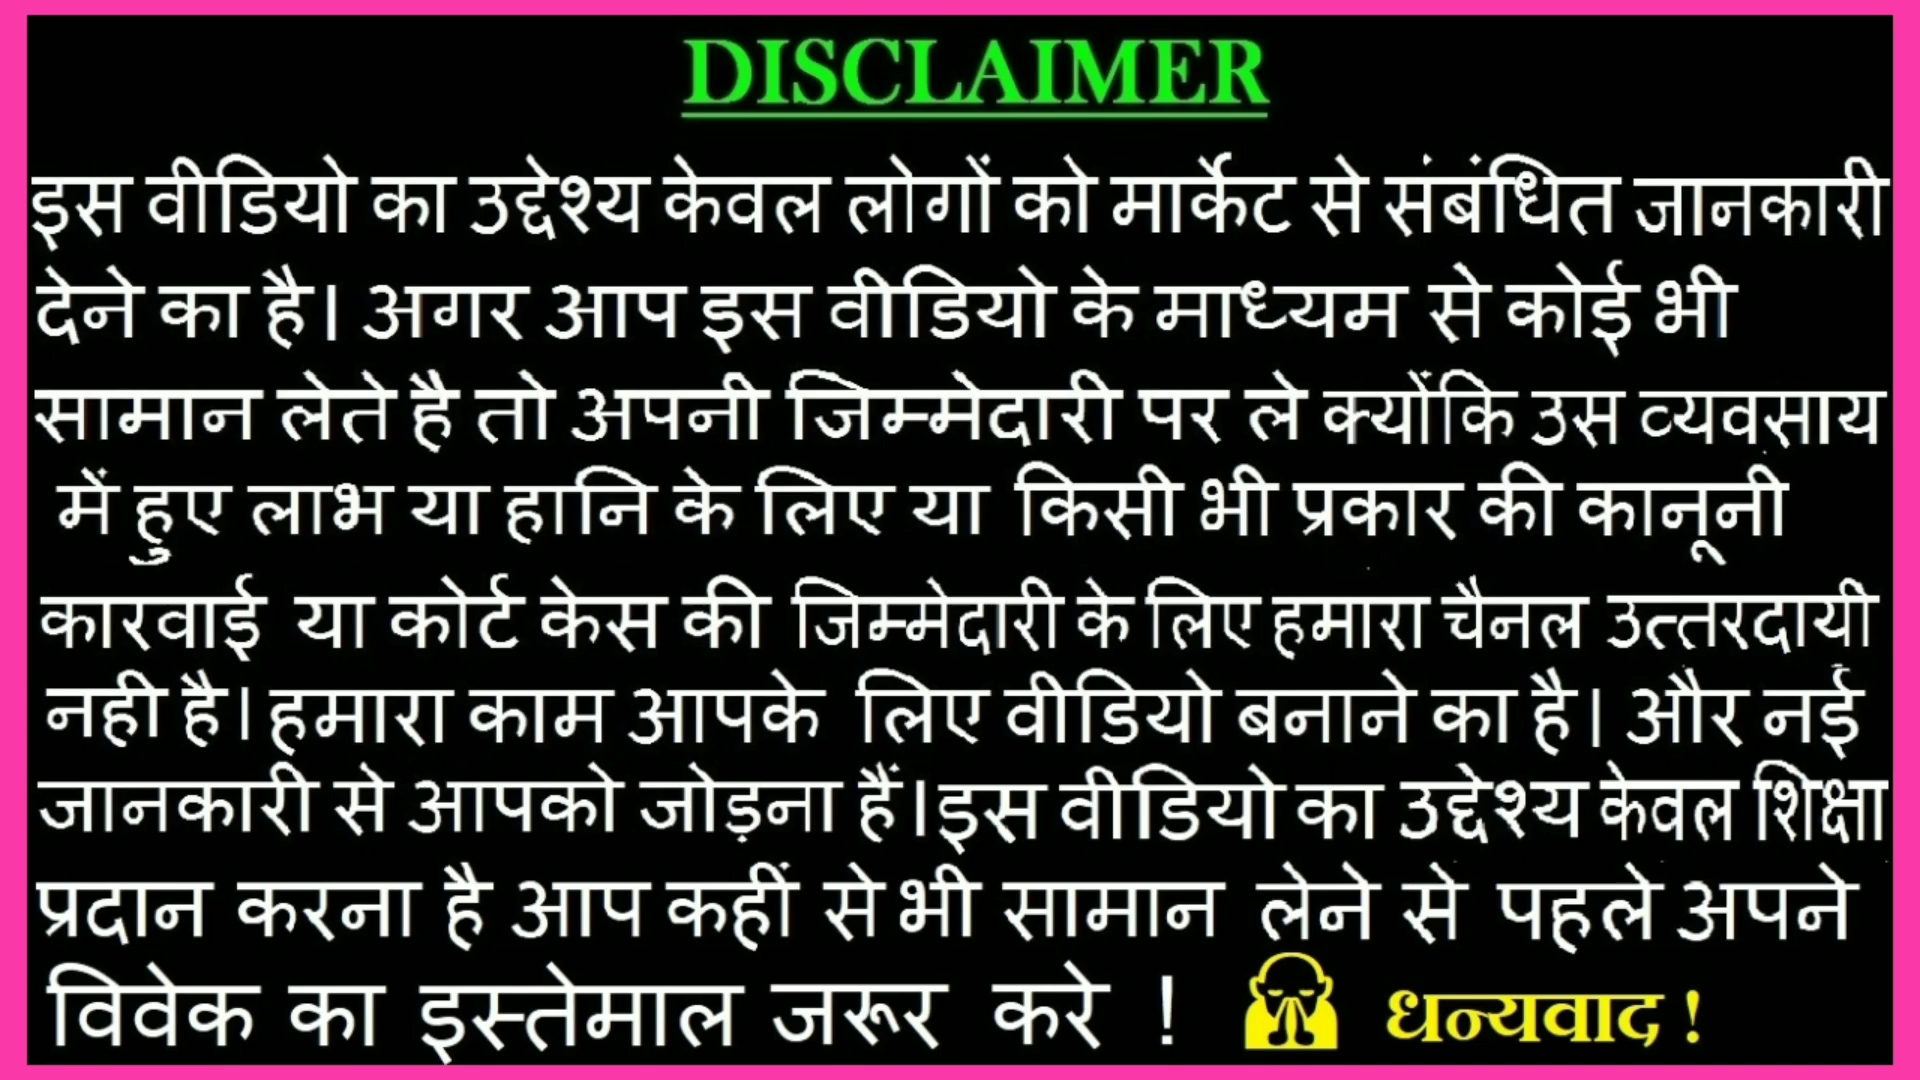 DISCLAIMER
इस वीडियो का उद्देश्य केवल लोगों को मार्केट से संबंधित जानकारी
देने का है। अगर आप इस वीडियो के माध्यम से कोई भी
सामान लेते है तो अपनी जिम्मेदारी पर ले क्योंकि उस व्यवसाय
में हुए लाभ या हानि के लिए या किसी भी प्रकार की कानूनी
कारवाई या कोर्ट केस की जिम्मेदारी के लिए हमारा चैनल उत्तरदायी
नही है। हमारा काम आपके लिए वीडियो बनाने का है। और नई
जानकारी से आपको जोड़ना हैं।इस वीडियो का उद्देश्य केवल शिक्षा
प्रदान करना है आप कहीं से भी सामान लेने से पहले अपने
विवेक का इस्तेमाल जरूर करे ! धन्यवाद !